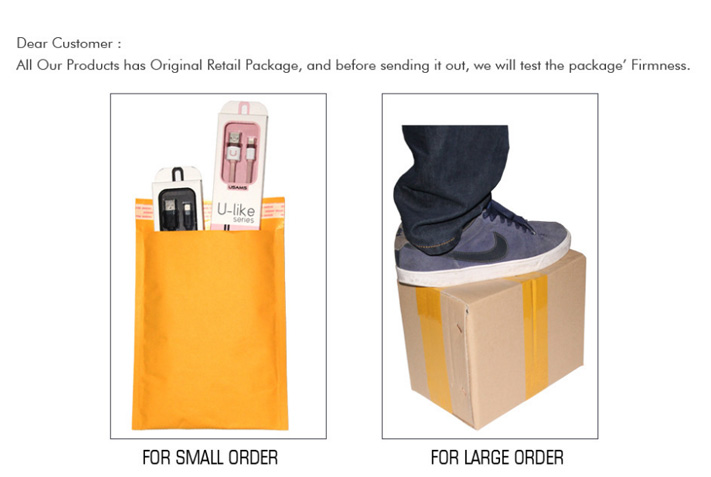 Dear Customer :
All Our Products has Original Retail Package, and before sending it out, we will test the package’ Firmness.
USAMS
U-like
series
FOR SMALL ORDER
FOR LARGE ORDER